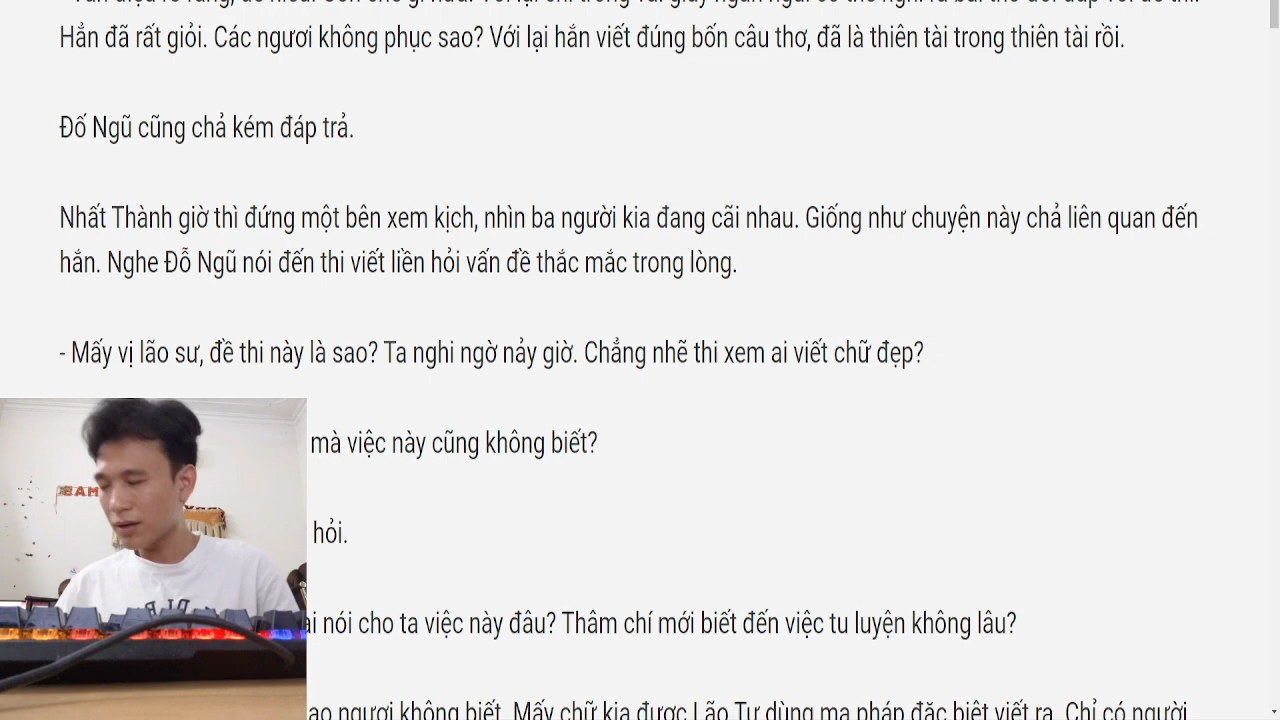 Hắn đã rất giỏi. Các ngươi không phục sao? Với lại hắn viết đúng bốn câu thơ, đã là thiên tài trong thiên tài rồi.
Đố Ngũ cũng chả kém đáp trả.
Nhất Thành giờ thì đứng một bên xem kịch, nhìn ba người kia đang cãi nhau. Giống như chuyện này chả liên quan đến
hắn. Nghe Đỗ Ngũ nói đến thi viết liền hỏi vấn đề thắc mắc trong lòng.
- Mấy vị lão sư, đề thi này là sao? Ta nghi ngờ nảy giờ. Chẳng nhẽ thi xem ai viết chữ đẹp?
mà việc này cũng không biết?
hỏi.
ai nói cho ta việc này đâu? Thâm chí mới biết đến việc tu luyện không lâu?
ao ngươi không biết. Mấy chữ kia được Lão Tư dùng ma pháp đặc biệt viết ra. Chỉ có người
BAM